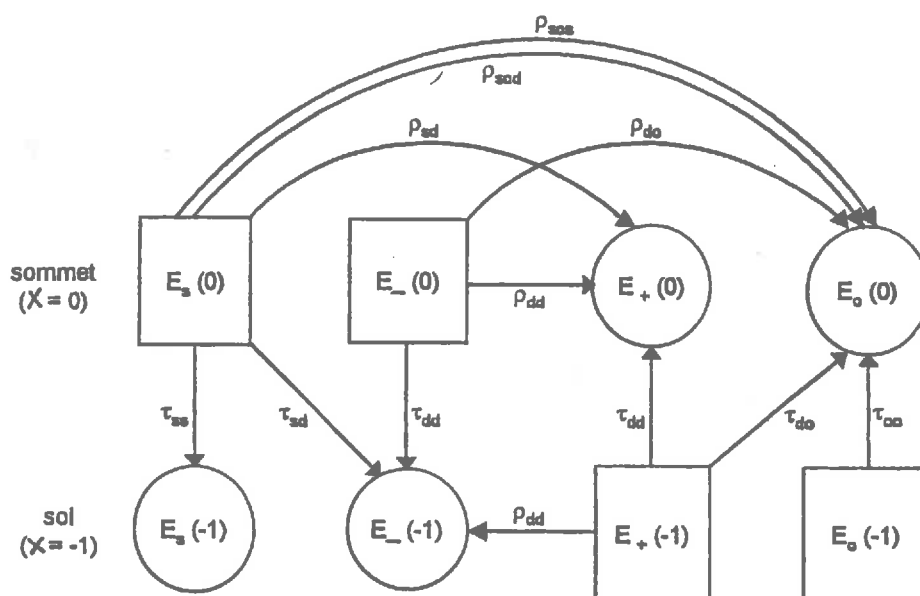 ρsos
ρsod
ρsd
ρdo
sommet
(X = 0)
Es (0)
E− (0)
E+ (0)
Eo (0)
ρdd
τss
τsd
τdd
τdd
τdo
τoo
sol
(X = -1)
Es (-1)
E− (-1)
ρdd
E+ (-1)
Eo (-1)